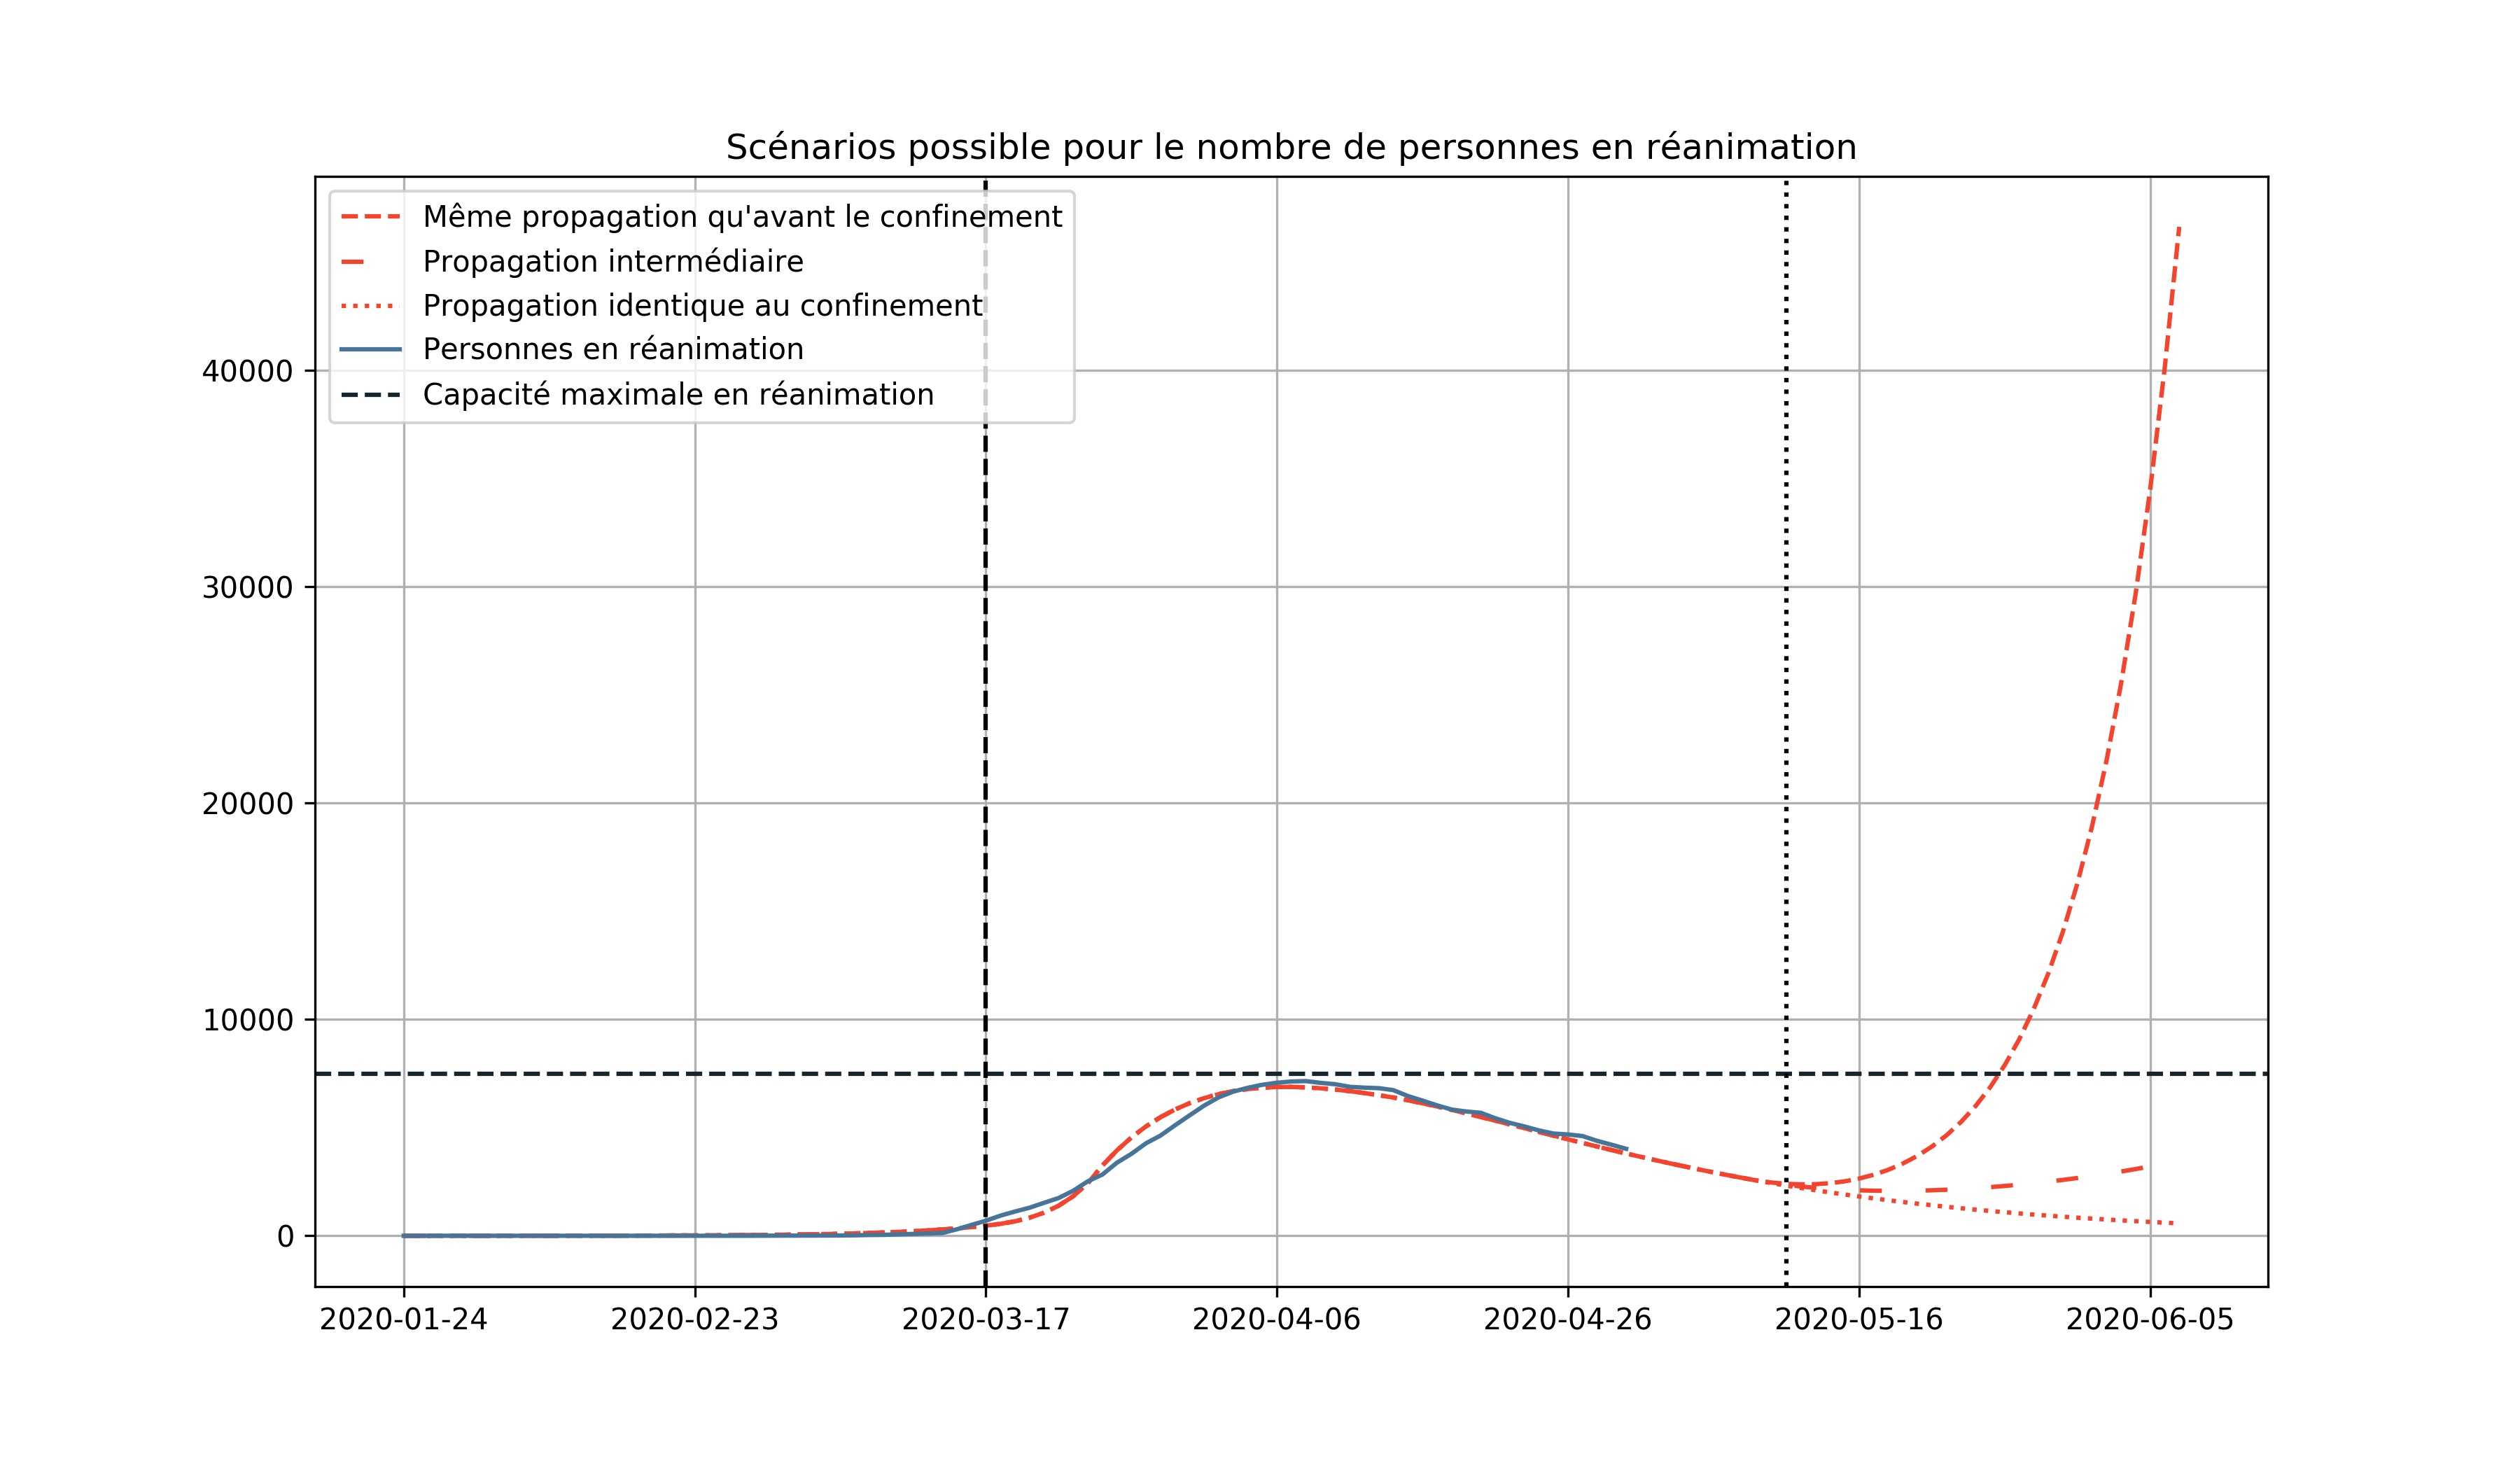 Scénarios possible pour le nombre de personnes en réanimation
Même propagation qu'avant le confinement
Propagation intermédiaire
Propagation identique au confinement
Personnes en réanimation
Capacité maximale en réanimation
40000
30000
20000
10000
0
2020-01-24 2020-02-23 2020-03-17 2020-04-06 2020-04-26 2020-05-16 2020-06-05